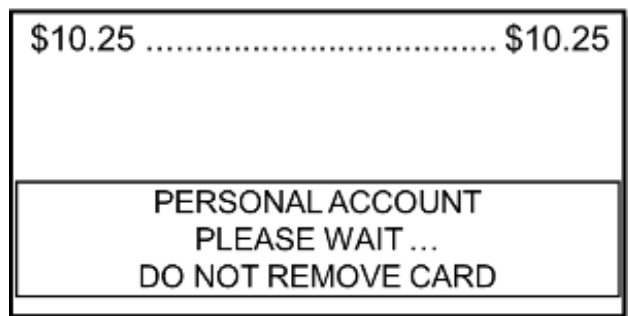 $10.25 ................................... $10.25
PERSONAL ACCOUNT
PLEASE WAIT ...
DO NOT REMOVE CARD